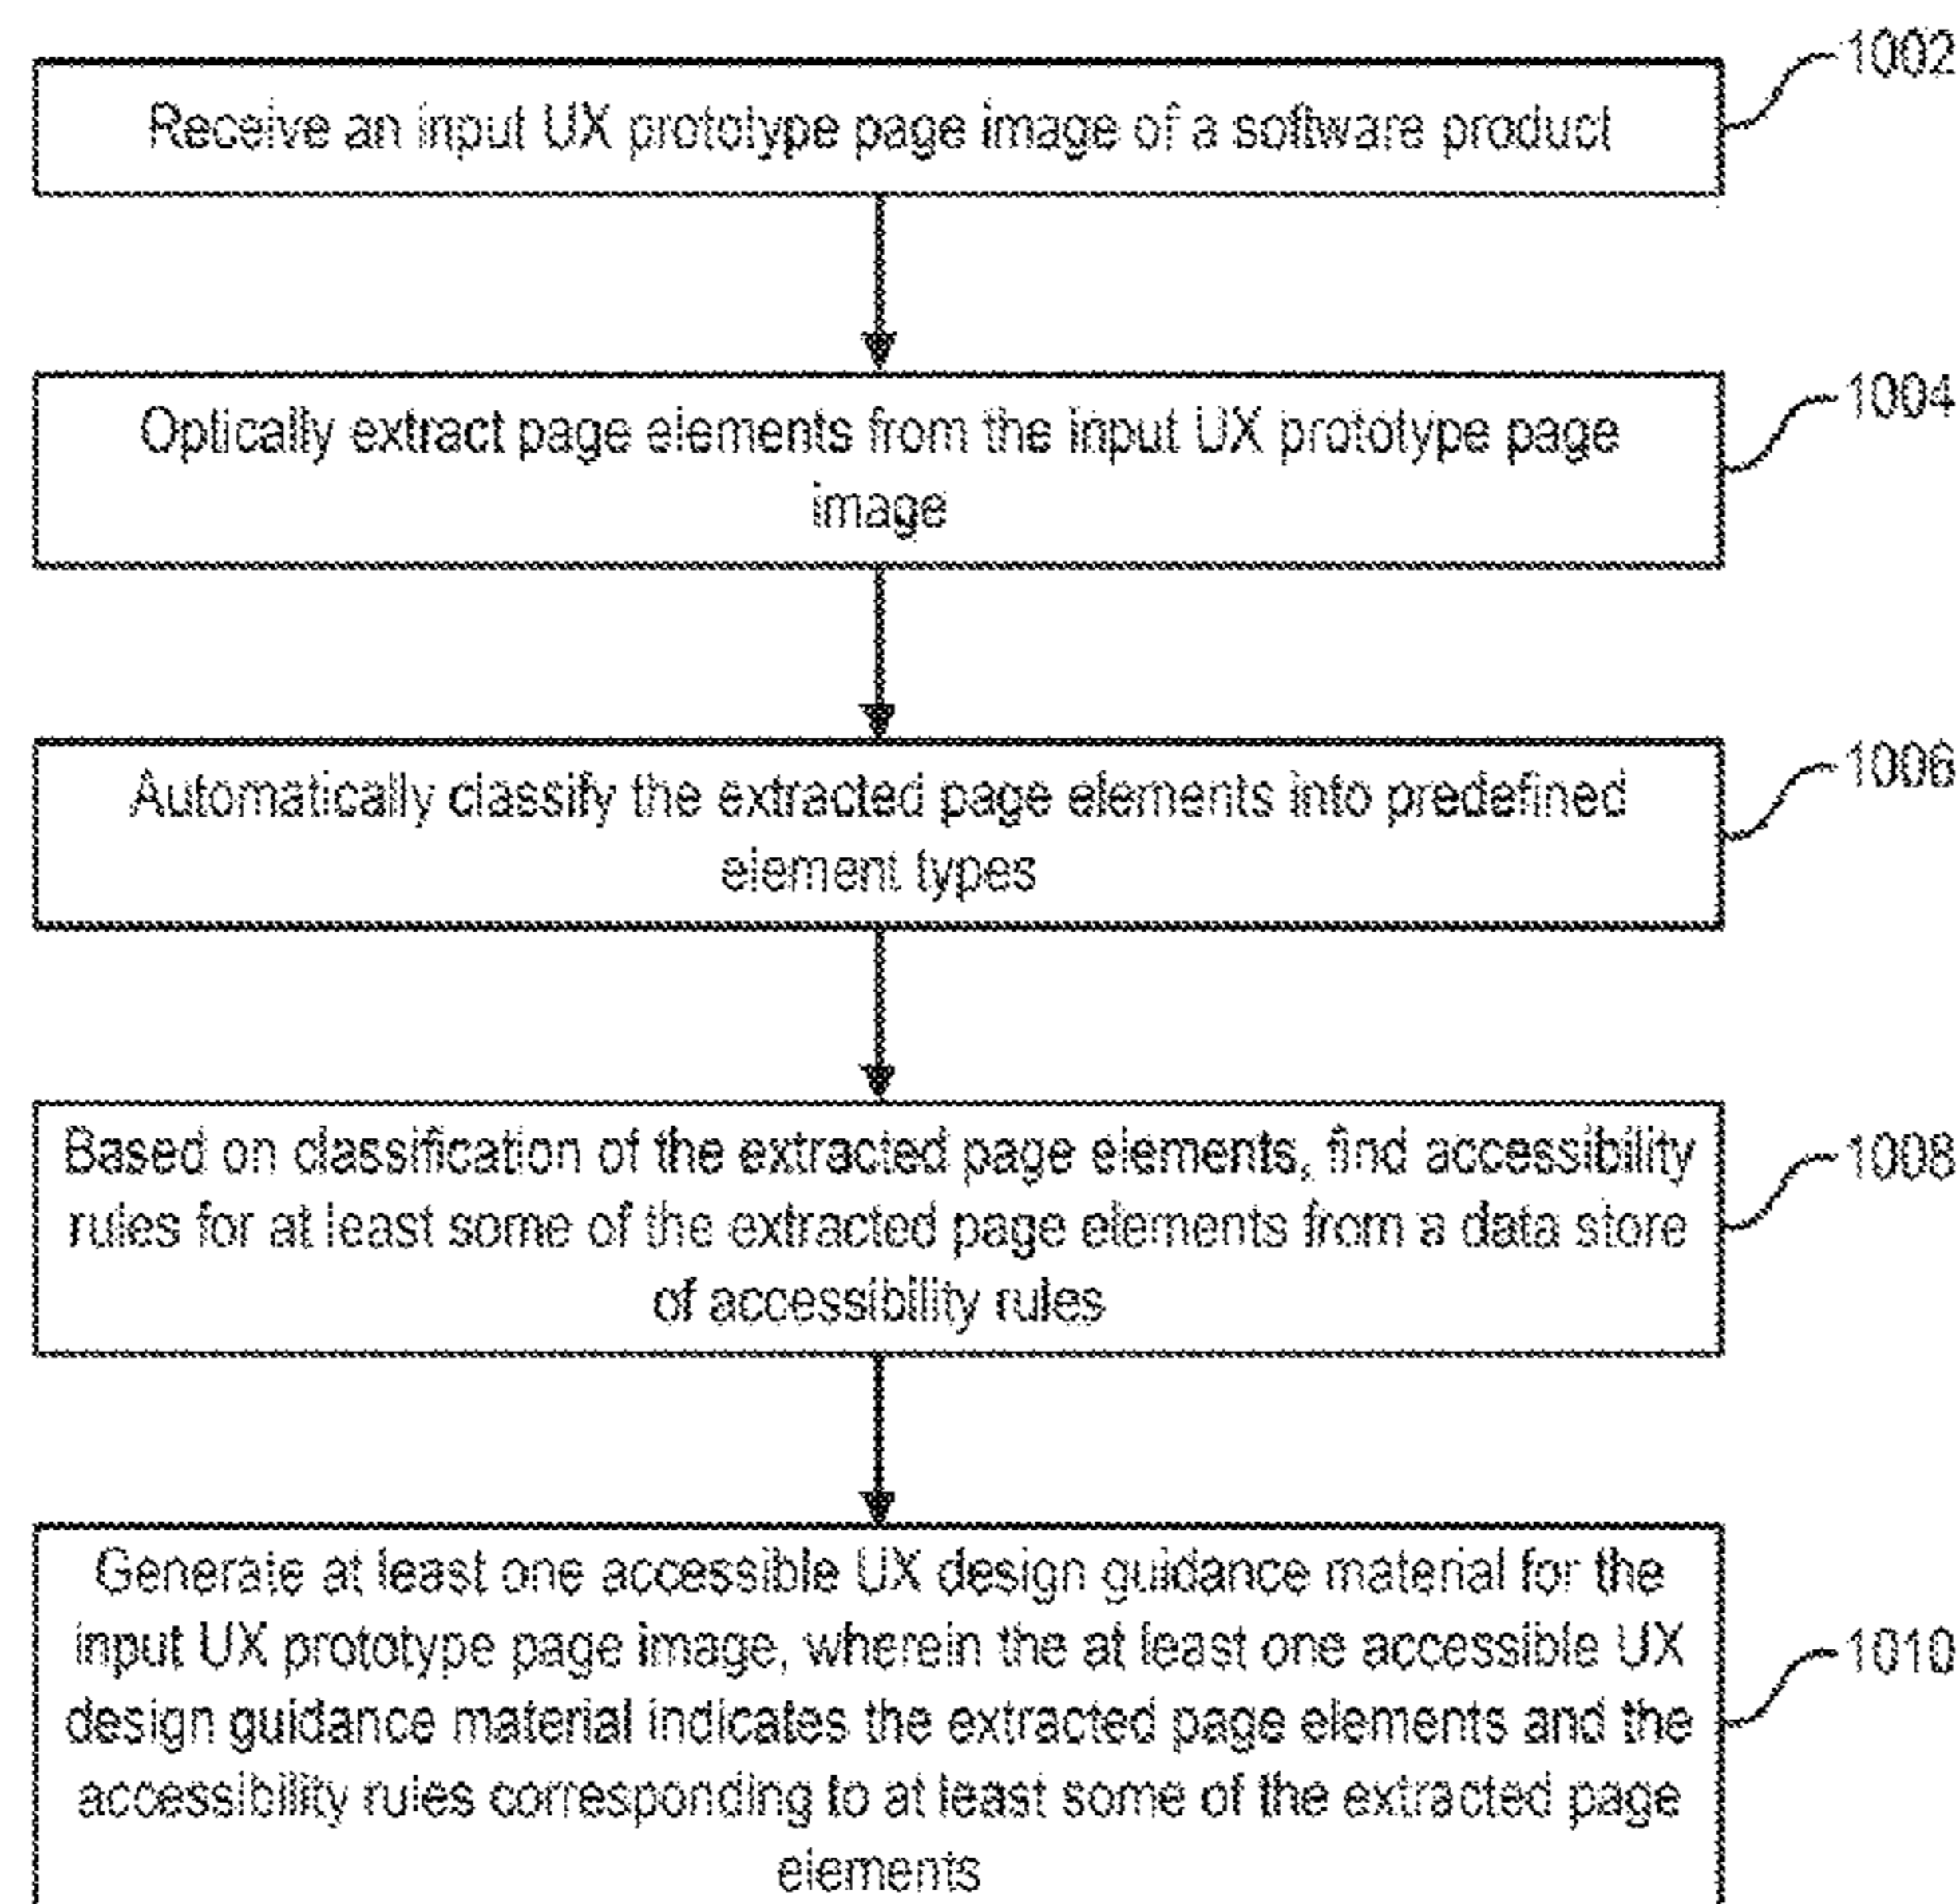 1002
Receive an input UX prototype page image of a software product
1004
Optically extract page elements from the input UX prototype page
image
1006
Automatically classify the extracted page elements into predefined
element types
Based on classification of the extracted page elements, find accessibility
1008
rules for at least some of the extracted page elements from a data store
of accessibility rules
Generate at least one accessible UX design guidance material for the
input UX prototype page image, wherein the at least one accessible UX
1010
design guidance material indicates the extracted page elements and the
accessibility rules corresponding to at least some of the extracted page
elements